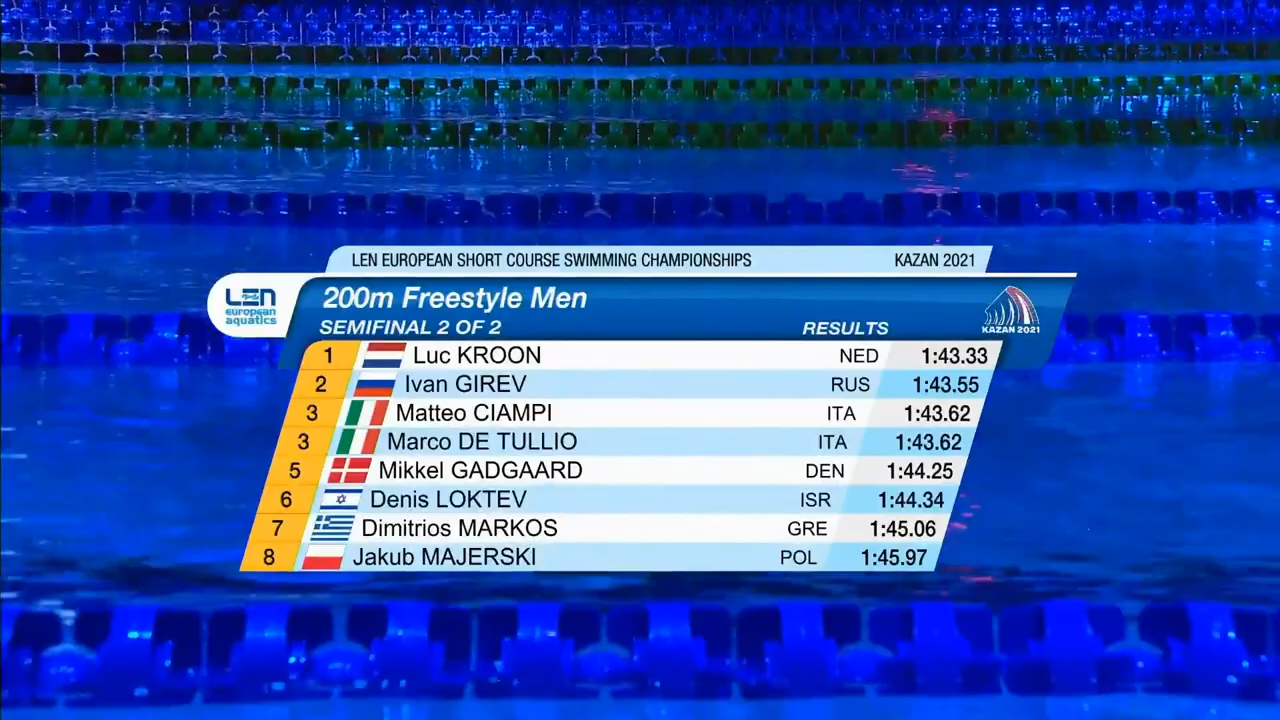 LEN EUROPEAN SHORT COURSE SWIMMING CHAMPIONSHIPS KAZAN 2021
LEN
european
aquatics
200m Freestyle Men
SEMIFINAL 2 OF 2 RESULTS
KAZAN 2021
1 Luc KROON NED 1:43.33
2 Ivan GIREV RUS 1:43.55
3 Matteo CIAMPI ITA 1:43.62
3 Marco DE TULLIO ITA 1:43.62
5 Mikkel GADGAARD DEN 1:44.25
6 Denis LOKTEV ISR 1:44.34
7 Dimitrios MARKOS GRE 1:45.06
8 Jakub MAJERSKI POL 1:45.97